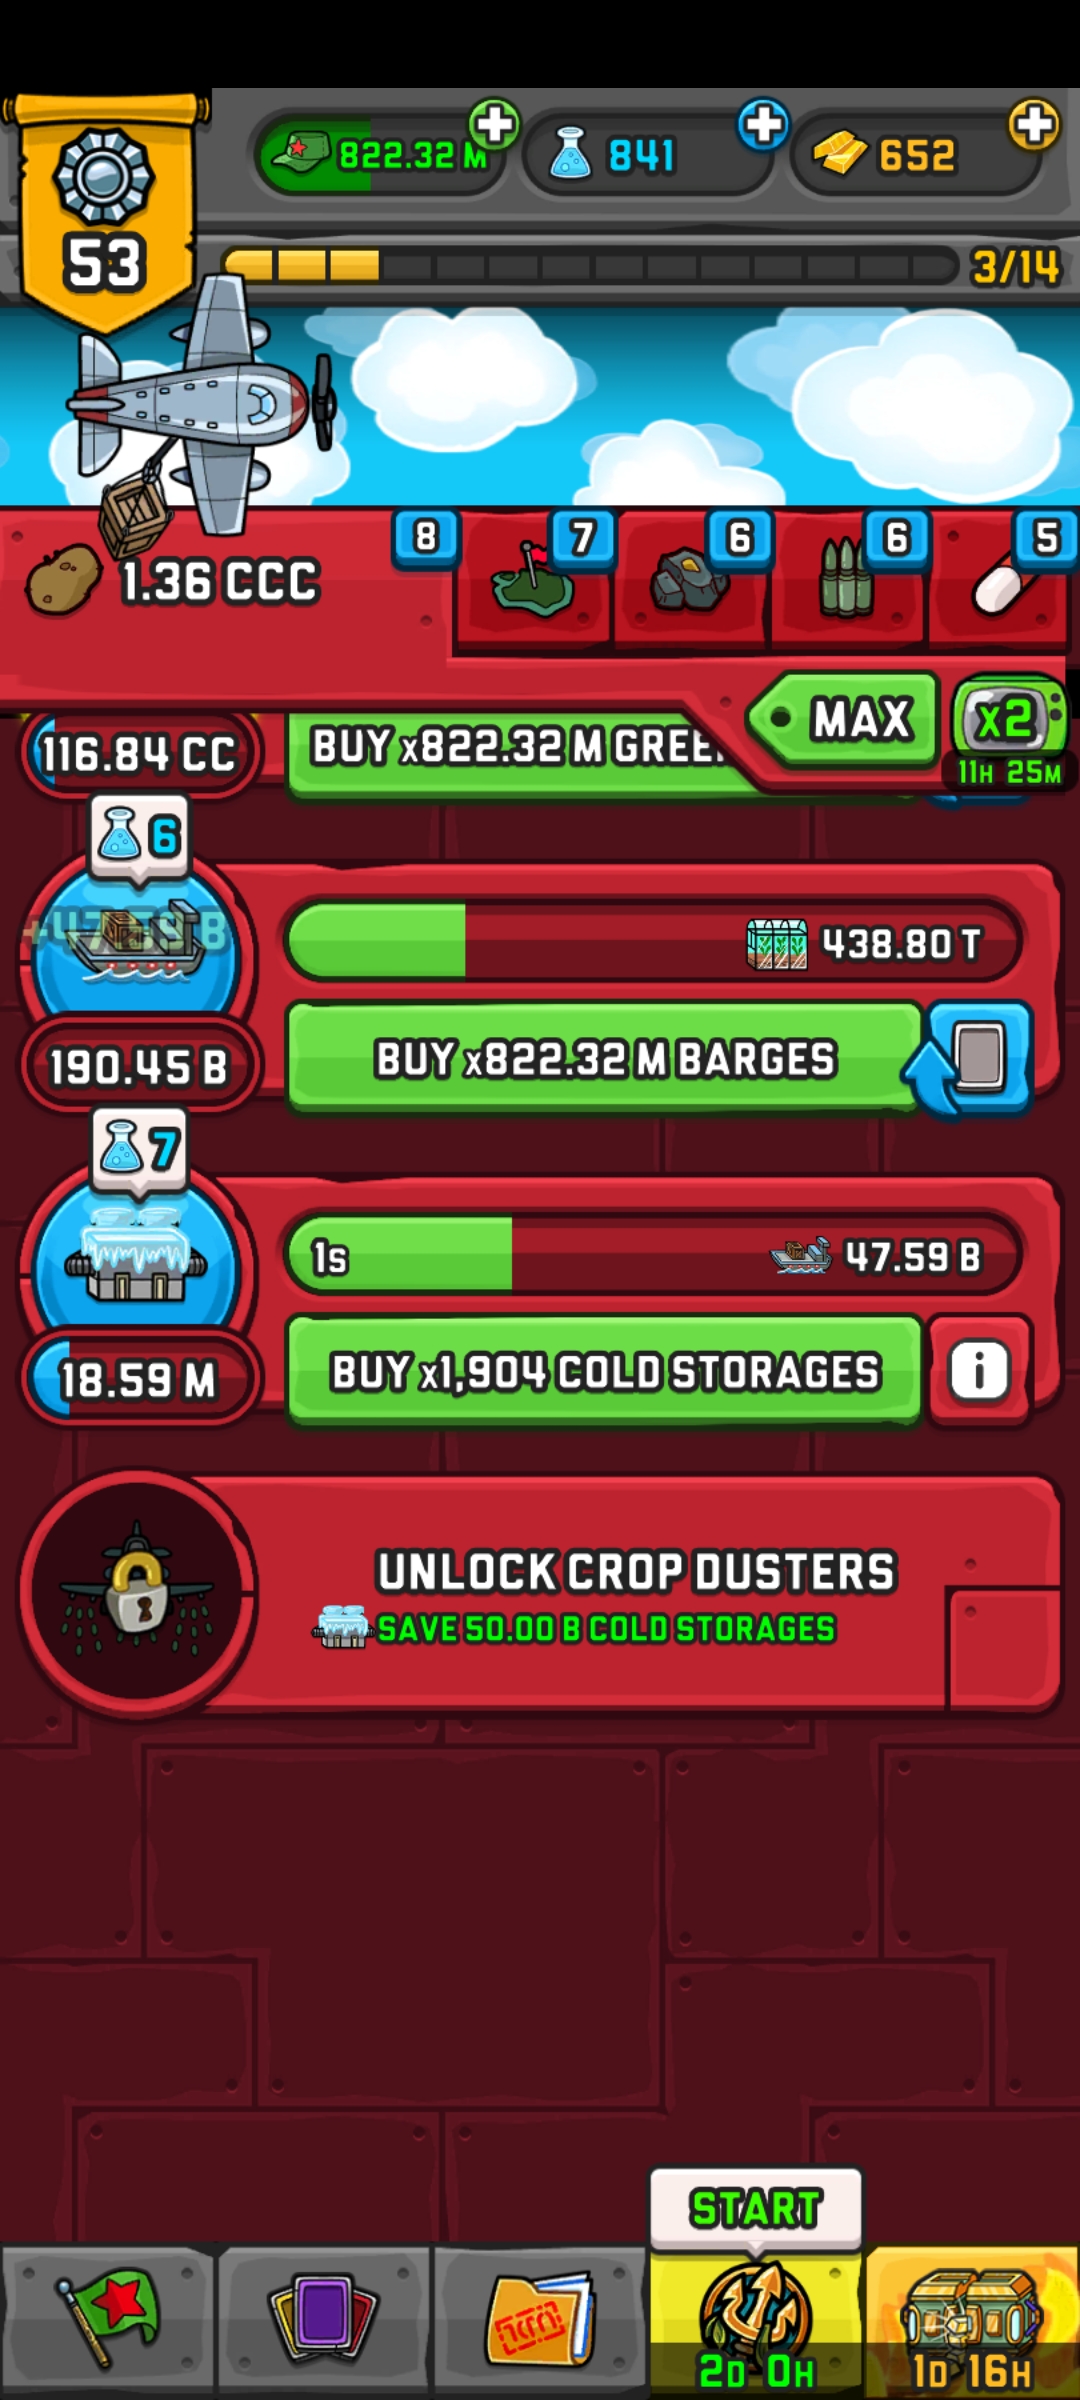 822.32 M
841
652
53
3/14
8
7
6
6
5
1.36 CCC
MAX
x2
11H 25M
116.84 CC
BUY x822.32 M GREE
6
+47.59 B
438.80 T
190.45 B
BUY x822.32 M BARGES
7
1s
47.59 B
18.59 M
BUY x1,904 COLD STORAGES
i
UNLOCK CROP DUSTERS
SAVE 50.00 B COLD STORAGES
START
2D 0H
1D 16H